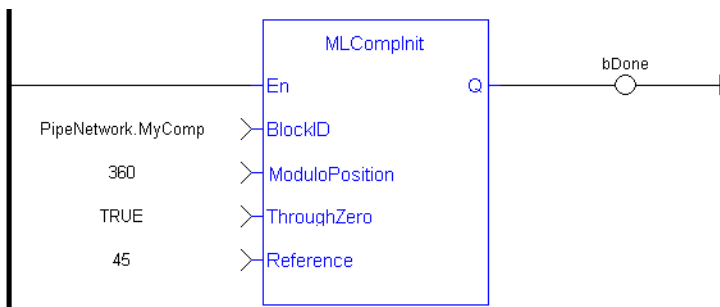 MLCompInit
bDone
En Q
PipeNetwork.MyComp BlockID
360 ModuloPosition
TRUE ThroughZero
45 Reference